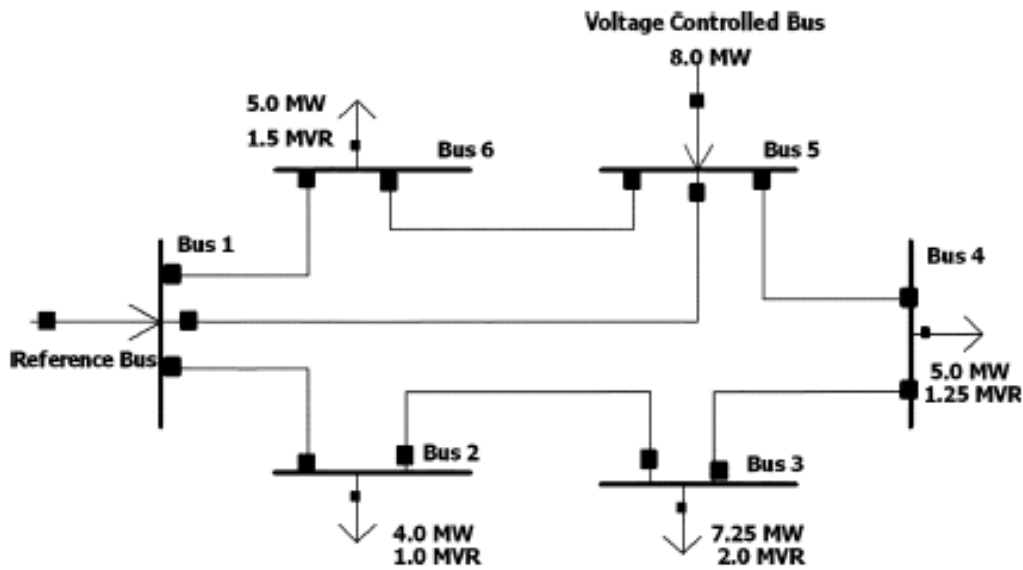 Voltage Controlled Bus
8.0 MW
5.0 MW
1.5 MVR
Bus 6
Bus 5
Bus 1
Bus 4
Reference Bus
5.0 MW
1.25 MVR
Bus 2
Bus 3
4.0 MW
1.0 MVR
7.25 MW
2.0 MVR